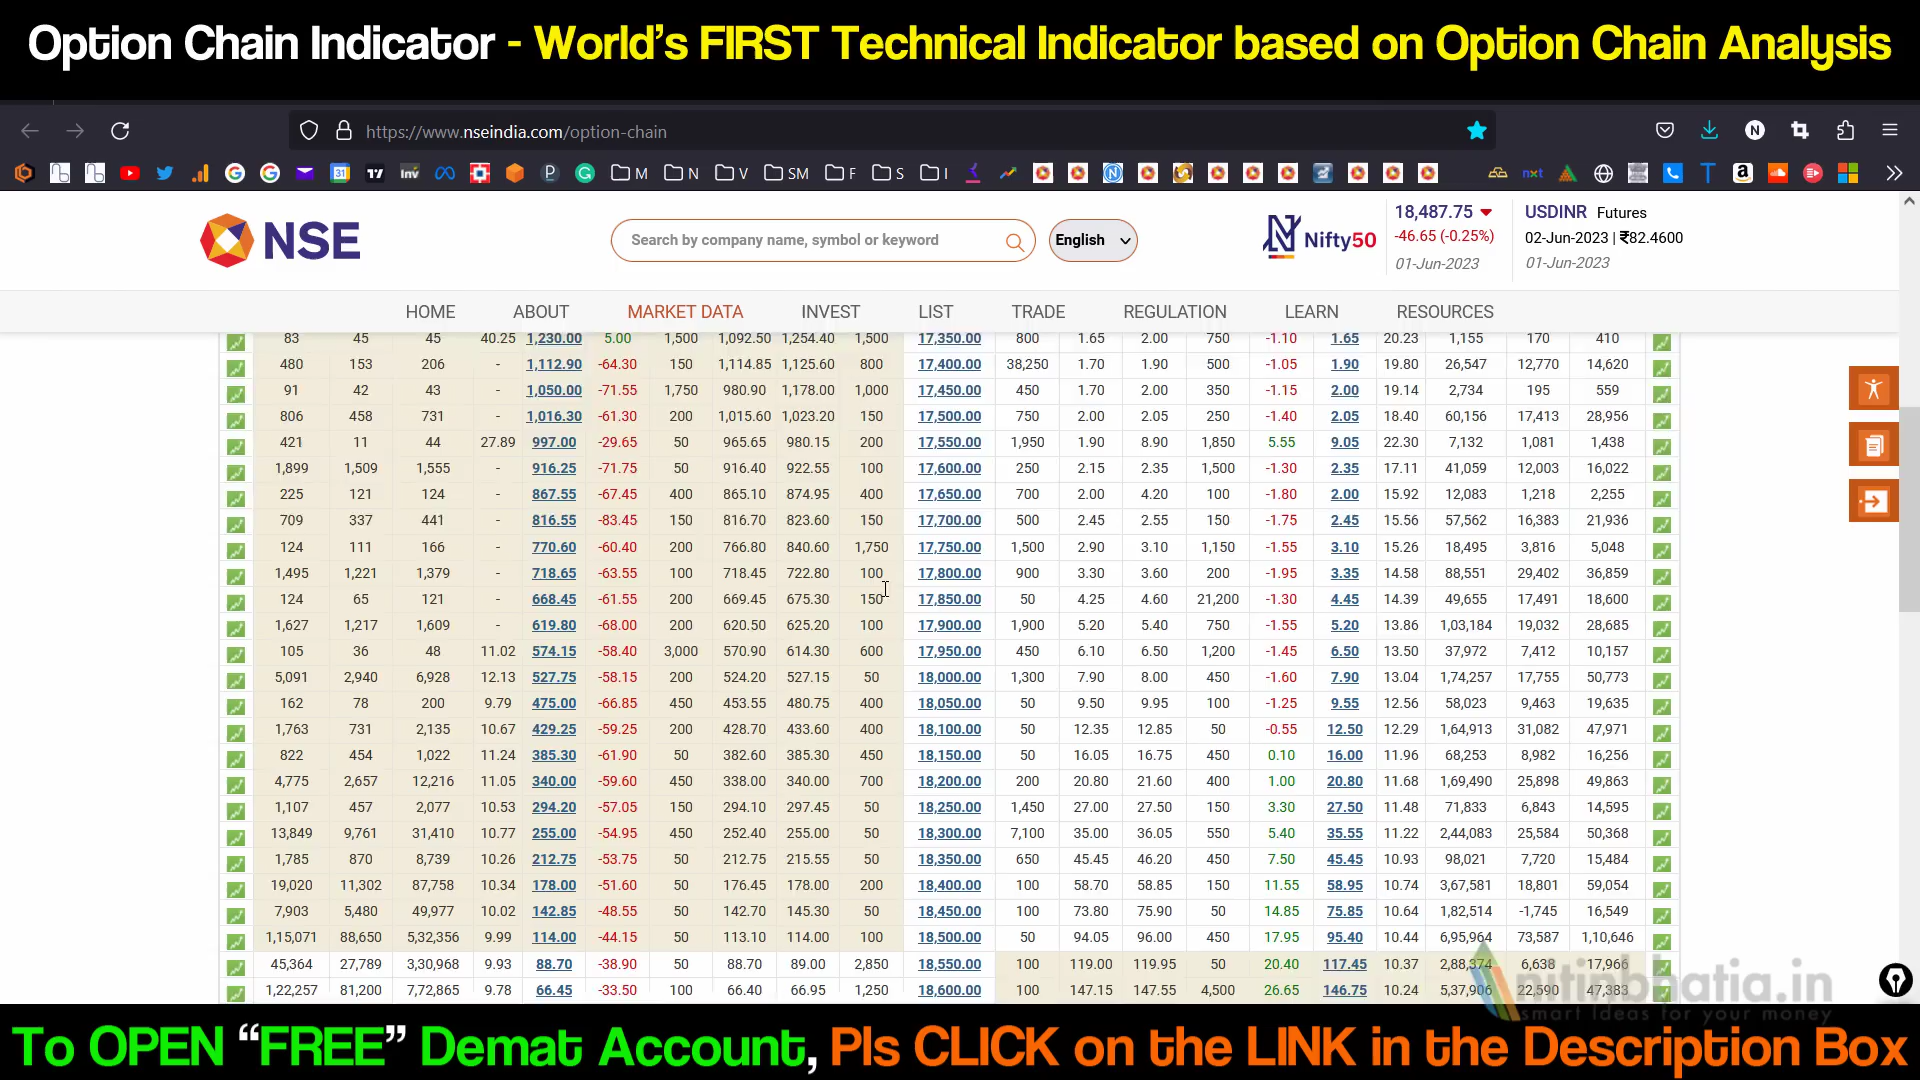 Option Chain Indicator - World's FIRST Technical Indicator based on Option Chain Analysis
https://www.nseindia.com/option-chain
M N V SM F S I
NSE
Search by company name, symbol or keyword
English
Nifty50
18,487.75
-46.65 (-0.25%)
01-Jun-2023
USDINR Futures
02-Jun-2023 | ₹82.4600
01-Jun-2023
HOME ABOUT MARKET DATA INVEST LIST TRADE REGULATION LEARN RESOURCES
83 45 45 40.25 1,230.00 5.00 1,500 1,092.50 1,254.40 1,500 17,350.00 800 1.65 2.00 750 -1.10 1.65 20.23 1,155 170 410
480 153 206 - 1,112.90 -64.30 150 1,114.85 1,125.60 800 17,400.00 38,250 1.70 1.90 500 -1.05 1.90 19.80 26,547 12,770 14,620
91 42 43 - 1,050.00 -71.55 1,750 980.90 1,178.00 1,000 17,450.00 450 1.70 2.00 350 -1.15 2.00 19.14 2,734 195 559
806 458 731 - 1,016.30 -61.30 200 1,015.60 1,023.20 150 17,500.00 750 2.00 2.05 250 -1.40 2.05 18.40 60,156 17,413 28,956
421 11 44 27.89 997.00 -29.65 50 965.65 980.15 200 17,550.00 1,950 1.90 8.90 1,850 5.55 9.05 22.30 7,132 1,081 1,438
1,899 1,509 1,555 - 916.25 -71.75 50 916.40 922.55 100 17,600.00 250 2.15 2.35 1,500 -1.30 2.35 17.11 41,059 12,003 16,022
225 121 124 - 867.55 -67.45 400 865.10 874.95 400 17,650.00 700 2.00 4.20 100 -1.80 2.00 15.92 12,083 1,218 2,255
709 337 441 - 816.55 -83.45 150 816.70 823.60 150 17,700.00 500 2.45 2.55 150 -1.75 2.45 15.56 57,562 16,383 21,936
124 111 166 - 770.60 -60.40 200 766.80 840.60 1,750 17,750.00 1,500 2.90 3.10 1,150 -1.55 3.10 15.26 18,495 3,816 5,048
1,495 1,221 1,379 - 718.65 -63.55 100 718.45 722.80 100 17,800.00 900 3.30 3.60 200 -1.95 3.35 14.58 88,551 29,402 36,859
124 65 121 - 668.45 -61.55 200 669.45 675.30 150 17,850.00 50 4.25 4.60 21,200 -1.30 4.45 14.39 49,655 17,491 18,600
1,627 1,217 1,609 - 619.80 -68.00 200 620.50 625.20 100 17,900.00 1,900 5.20 5.40 750 -1.55 5.20 13.86 1,03,184 19,032 28,685
105 36 48 11.02 574.15 -58.40 3,000 570.90 614.30 600 17,950.00 450 6.10 6.50 1,200 -1.45 6.50 13.50 37,972 7,412 10,157
5,091 2,940 6,928 12.13 527.75 -58.15 200 524.20 527.15 50 18,000.00 1,300 7.90 8.00 450 -1.60 7.90 13.04 1,74,257 17,755 50,773
162 78 200 9.79 475.00 -66.85 450 453.55 480.75 400 18,050.00 50 9.50 9.95 100 -1.25 9.55 12.56 58,023 9,463 19,635
1,763 731 2,135 10.67 429.25 -59.25 200 428.70 433.60 400 18,100.00 50 12.35 12.85 50 -0.55 12.50 12.29 1,64,913 31,082 47,971
822 454 1,022 11.24 385.30 -61.90 50 382.60 385.30 450 18,150.00 50 16.05 16.75 450 0.10 16.00 11.96 68,253 8,982 16,256
4,775 2,657 12,216 11.05 340.00 -59.60 450 338.00 340.00 700 18,200.00 200 20.80 21.60 400 1.00 20.80 11.68 1,69,490 25,898 49,863
1,107 457 2,077 10.53 294.20 -57.05 150 294.10 297.45 50 18,250.00 1,450 27.00 27.50 150 3.30 27.50 11.48 71,833 6,843 14,595
13,849 9,761 31,410 10.77 255.00 -54.95 450 252.40 255.00 50 18,300.00 7,100 35.00 36.05 550 5.40 35.55 11.22 2,44,083 25,584 50,368
1,785 870 8,739 10.26 212.75 -53.75 50 212.75 215.55 50 18,350.00 650 45.45 46.20 450 7.50 45.45 10.93 98,021 7,720 15,484
19,020 11,302 87,758 10.34 178.00 -51.60 50 176.45 178.00 200 18,400.00 100 58.70 58.85 150 11.55 58.95 10.74 3,67,581 18,801 59,054
7,903 5,480 49,977 10.02 142.85 -48.55 50 142.70 145.30 50 18,450.00 100 73.80 75.90 50 14.85 75.85 10.64 1,82,514 -1,745 16,549
1,15,071 88,650 5,32,356 9.99 114.00 -44.15 50 113.10 114.00 100 18,500.00 50 94.05 96.00 450 17.95 95.40 10.44 6,95,964 73,587 1,10,646
45,364 27,789 3,30,968 9.93 88.70 -38.90 50 88.70 89.00 2,850 18,550.00 100 119.00 119.95 50 20.40 117.45 10.37 2,88,374 6,638 17,966
1,22,257 81,200 7,72,865 9.78 66.45 -33.50 100 66.40 66.95 1,250 18,600.00 100 147.15 147.55 4,500 26.65 146.75 10.24 5,37,906 22,590 47,383
nitinbhatia.in
smart ideas for your money
To OPEN "FREE" Demat Account, Pls CLICK on the LINK in the Description Box